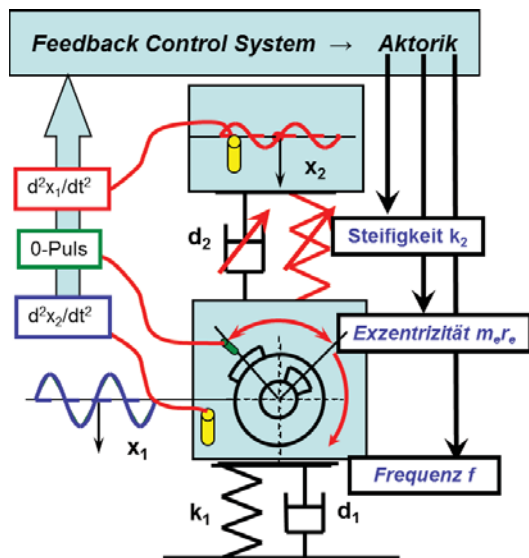 Feedback Control System → Aktorik
x₂
d²x₁/dt²
d₂
Steifigkeit k₂
0-Puls
d²x₂/dt²
Exzentrizität mₑrₑ
x₁
Frequenz f
k₁
d₁